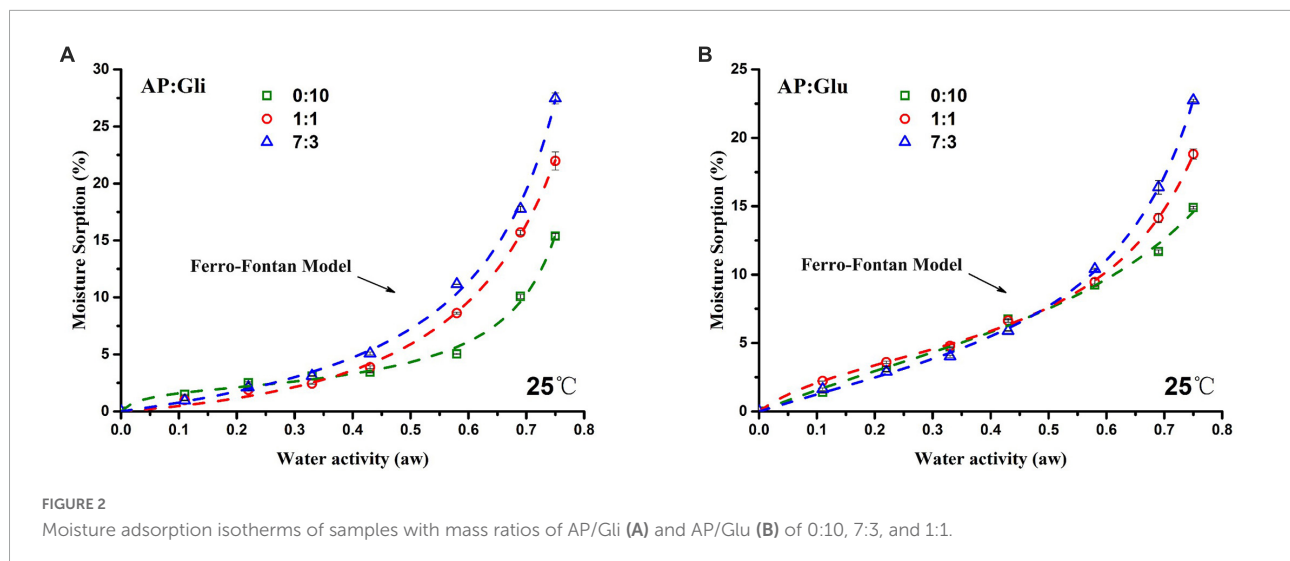 A
AP:Gli
0:10
1:1
7:3
Ferro-Fontan Model
25℃
Moisture Sorption (%)
30
25
20
15
10
5
0
0.0 0.1 0.2 0.3 0.4 0.5 0.6 0.7 0.8
Water activity (aw)
B
AP:Glu
0:10
1:1
7:3
Ferro-Fontan Model
25℃
Moisture Sorption (%)
25
20
15
10
5
0
0.0 0.1 0.2 0.3 0.4 0.5 0.6 0.7 0.8
Water activity (aw)
FIGURE 2
Moisture adsorption isotherms of samples with mass ratios of AP/Gli (A) and AP/Glu (B) of 0:10, 7:3, and 1:1.